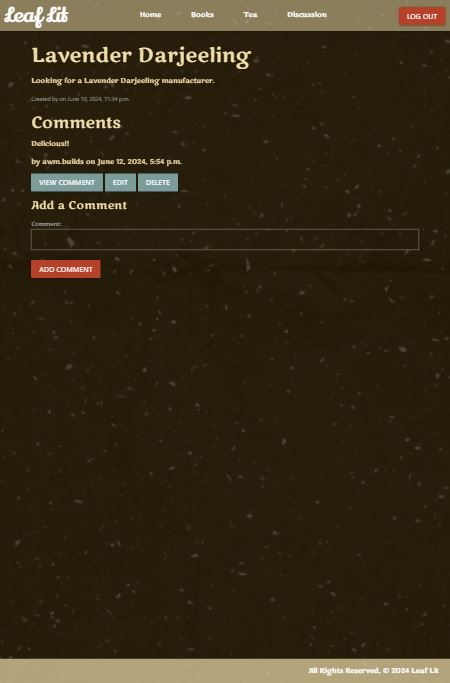 Leaf Lit
Home Books Tea Discussion
LOG OUT
Lavender Darjeeling
Looking for a Lavender Darjeeling manufacturer.
Created by on June 10, 2024, 11:34 p.m.
Comments
Delicious!!
by awm.builds on June 12, 2024, 5:54 p.m.
VIEW COMMENT EDIT DELETE
Add a Comment
Comment:
ADD COMMENT
All Rights Reserved, © 2024 Leaf Lit